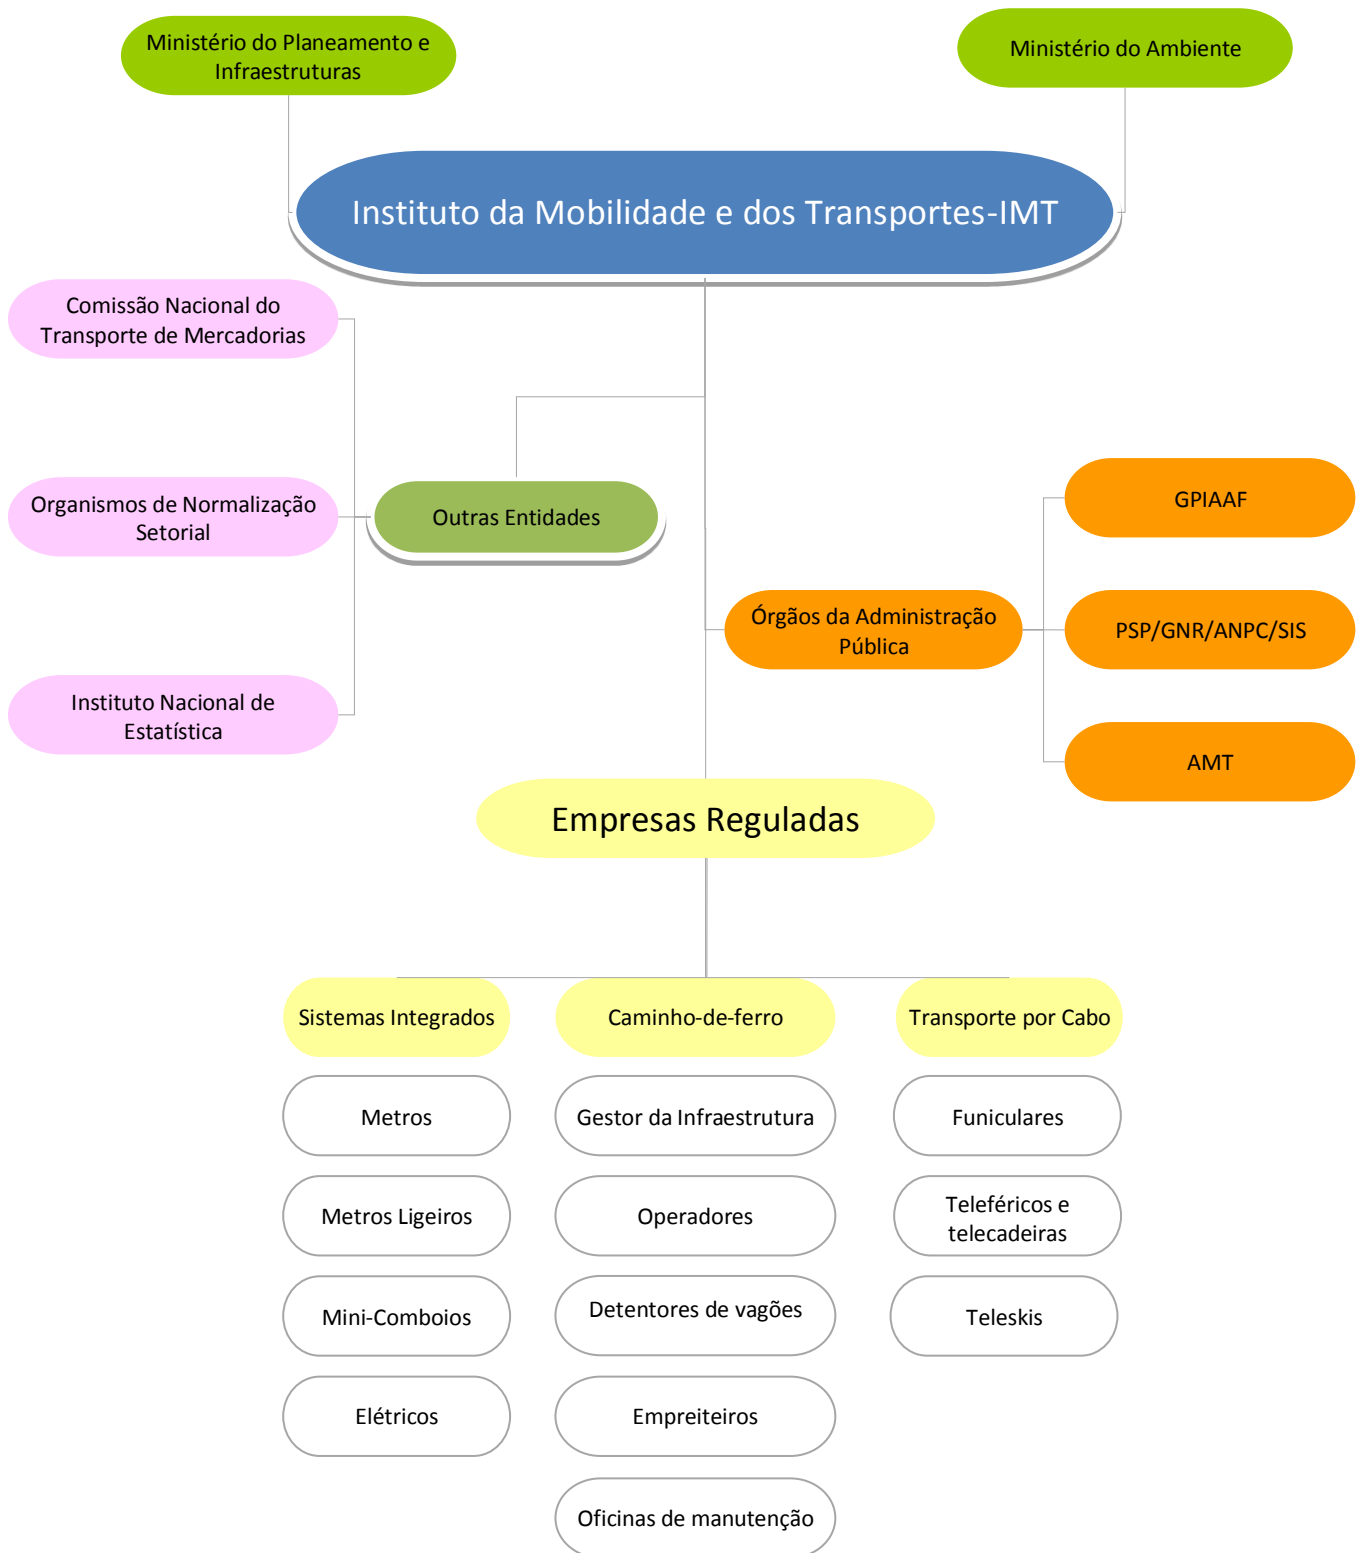 Ministério do Planeamento e
Infraestruturas
Ministério do Ambiente
Instituto da Mobilidade e dos Transportes-IMT
Comissão Nacional do
Transporte de Mercadorias
Organismos de Normalização
Setorial
Outras Entidades
Instituto Nacional de
Estatística
GPIAAF
Órgãos da Administração
Pública
PSP/GNR/ANPC/SIS
AMT
Empresas Reguladas
Sistemas Integrados
Metros
Metros Ligeiros
Mini-Comboios
Elétricos
Caminho-de-ferro
Gestor da Infraestrutura
Operadores
Detentores de vagões
Empreiteiros
Oficinas de manutenção
Transporte por Cabo
Funiculares
Teleféricos e
telecadeiras
Teleskis